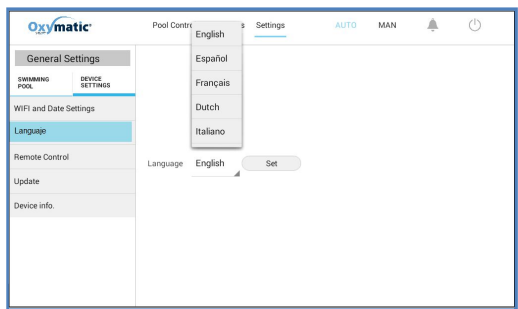 Oxymatic
Pool Contro s Settings AUTO MAN
General Settings
SWIMMING POOL
DEVICE SETTINGS
WIFI and Date Settings
Languaje
Remote Control
Update
Device info.
English
Español
Français
Dutch
Italiano
Language English Set